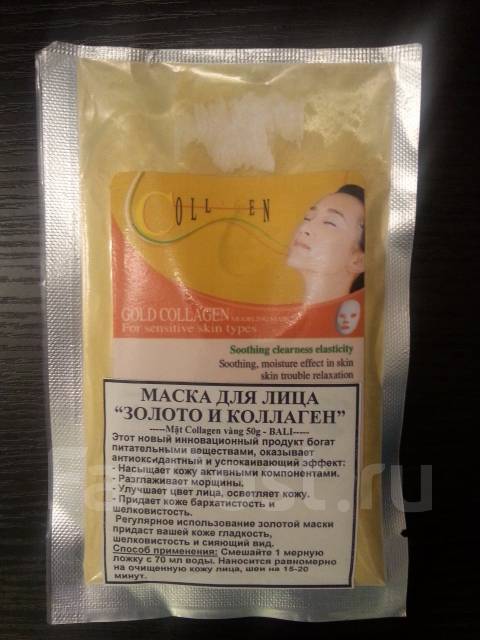 COLLGEN
GOLD COLLAGEN MODELING MASK
For sensitive skin types
Soothing clearness elasticity
Soothing, moisture effect in skin
skin trouble relaxation
МАСКА ДЛЯ ЛИЦА
“ЗОЛОТО И КОЛЛАГЕН”
-----Mặt Collagen vàng 50g - BALI-----
Этот новый инновационный продукт богат
питательными веществами, оказывает
антиоксидантный и успокаивающий эффект:
- Насыщает кожу активными компонентами.
- Разглаживает морщины.
- Улучшает цвет лица, осветляет кожу.
- Придает коже бархатистость и
шелковистость.
Регулярное использование золотой маски
придаст вашей коже гладкость,
шелковистость и сияющий вид.
Способ применения: Смешайте 1 мерную
ложку с 70 мл воды. Наносится равномерно
на очищенную кожу лица, шеи на 15-20
минут.